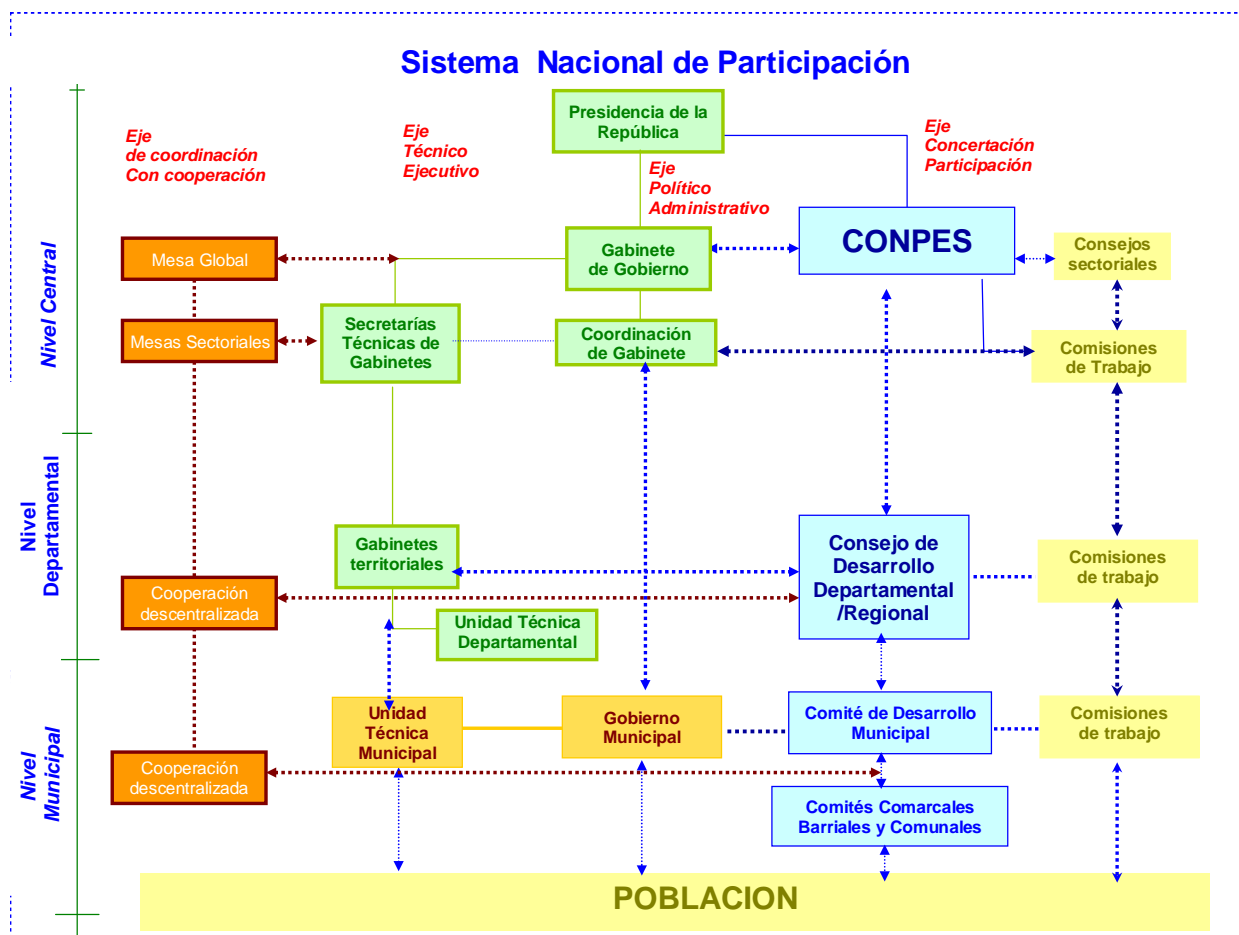 Sistema Nacional de Participación
Eje
de coordinación
Con cooperación
Eje
Técnico
Ejecutivo
Presidencia de la
República
Eje
Político
Administrativo
Eje
Concertación
Participación
Nivel Central
Mesa Global
Gabinete
de Gobierno
CONPES
Consejos
sectoriales
Mesas Sectoriales
Secretarías
Técnicas de
Gabinetes
Coordinación
de Gabinete
Comisiones
de Trabajo
Nivel
Departamental
Gabinetes
territoriales
Consejo de
Desarrollo
Departamental
/Regional
Comisiones
de trabajo
Cooperación
descentralizada
Unidad Técnica
Departamental
Nivel
Municipal
Unidad
Técnica
Municipal
Gobierno
Municipal
Comité de Desarrollo
Municipal
Comisiones
de trabajo
Cooperación
descentralizada
Comités Comarcales
Barriales y Comunales
POBLACION